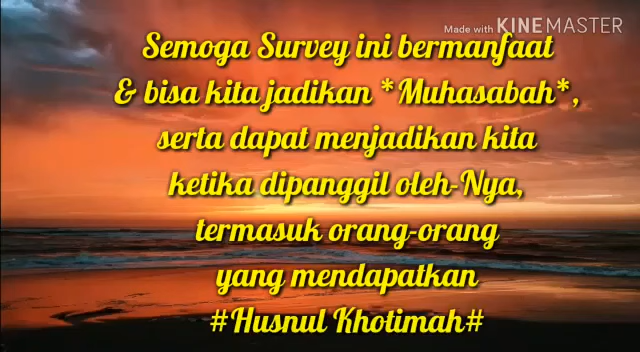 Made with KINEMASTER
Semoga Survey ini bermanfaat
& bisa kita jadikan *Muhasabah*,
serta dapat menjadikan kita
ketika dipanggil oleh-Nya,
termasuk orang-orang
yang mendapatkan
#Husnul Khotimah#